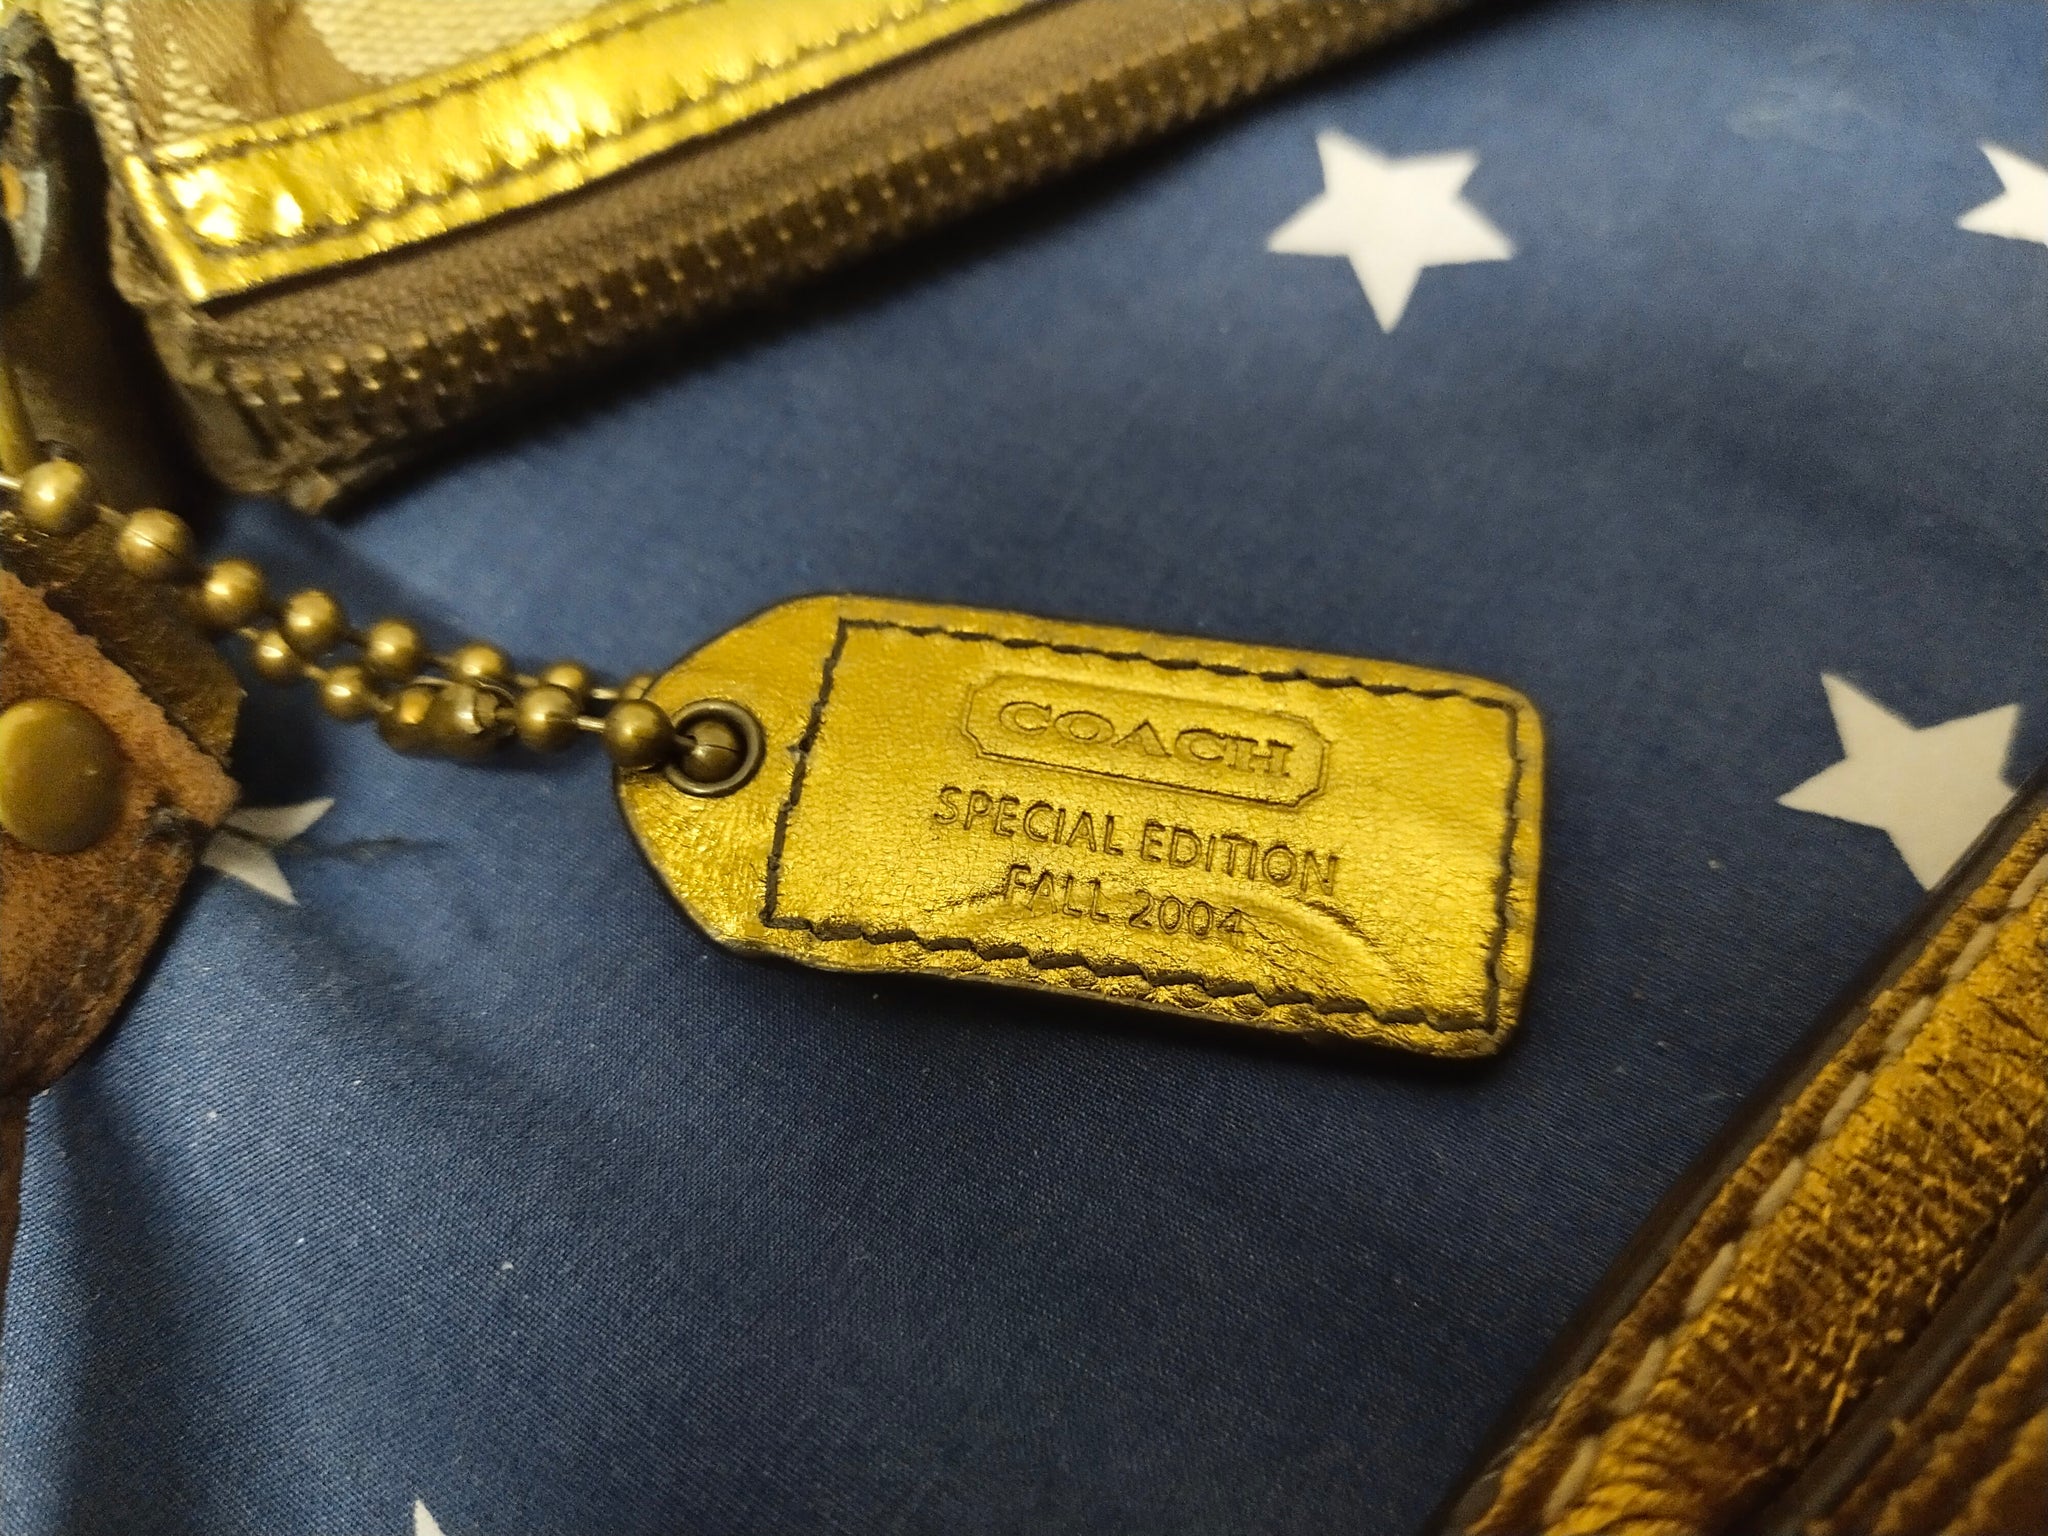 COACH
SPECIAL EDITION
FALL 2004